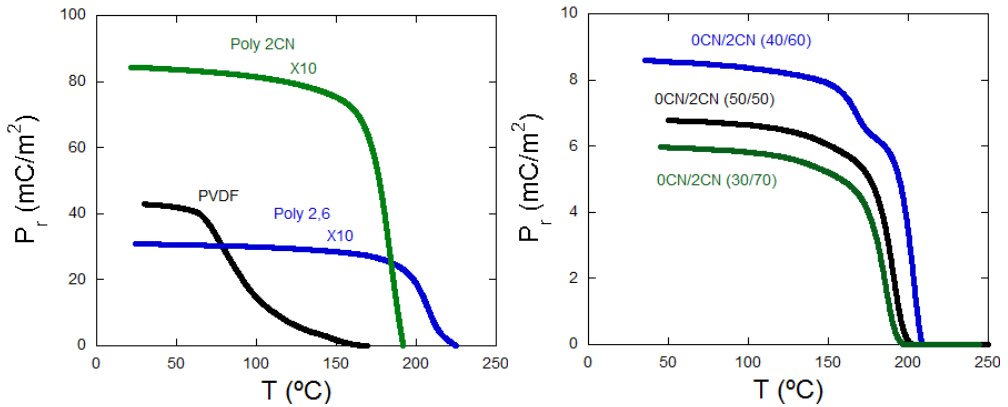 100
80
60
40
20
0
P_r (mC/m²)
Poly 2CN
X10
PVDF
Poly 2,6
X10
0 50 100 150 200 250
T (ºC)
10
8
6
4
2
0
P_r (mC/m²)
0CN/2CN (40/60)
0CN/2CN (50/50)
0CN/2CN (30/70)
0 50 100 150 200 250
T (ºC)